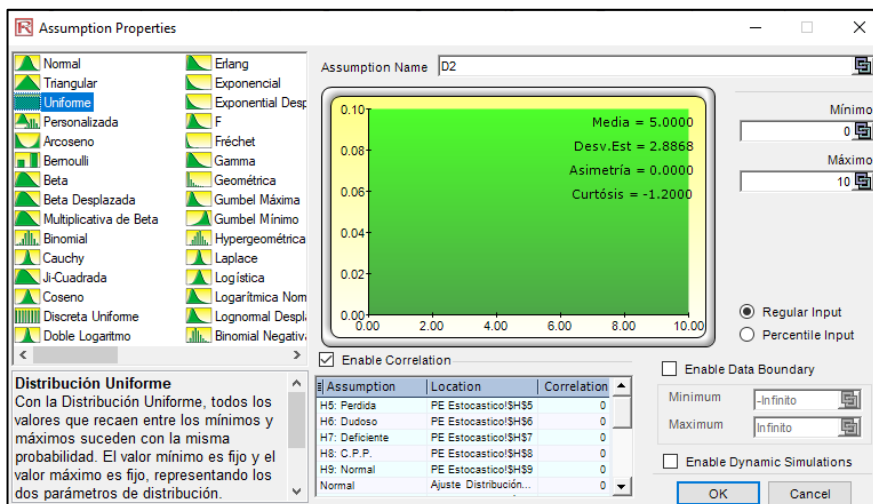 Assumption Properties
Normal
Triangular
Uniforme
Personalizada
Arcoseno
Bernoulli
Beta
Beta Desplazada
Multiplicativa de Beta
Binomial
Cauchy
Ji-Cuadrada
Coseno
Discreta Uniforme
Doble Logaritmo
Erlang
Exponencial
Exponential Desp
F
Fréchet
Gamma
Geométrica
Gumbel Máxima
Gumbel Mínimo
Hypergeométrica
Laplace
Logística
Logarítmica Nom
Lognormal Despl
Binomial Negativ
Distribución Uniforme
Con la Distribución Uniforme, todos los
valores que recaen entre los mínimos y
máximos suceden con la misma
probabilidad. El valor mínimo es fijo y el
valor máximo es fijo, representando los
dos parámetros de distribución.
Assumption Name D2
0.10
0.08
0.06
0.04
0.02
0.00
0.00 2.00 4.00 6.00 8.00 10.00
Media = 5.0000
Desv.Est = 2.8868
Asimetría = 0.0000
Curtósis = -1.2000
Mínimo
0
Máximo
10
Regular Input
Percentile Input
Enable Correlation
Assumption Location Correlation
H5: Perdida PE Estocastico!$H$5 0
H6: Dudoso PE Estocastico!$H$6 0
H7: Deficiente PE Estocastico!$H$7 0
H8: C.P.P. PE Estocastico!$H$8 0
H9: Normal PE Estocastico!$H$9 0
Normal Ajuste Distribución... 0
Enable Data Boundary
Minimum -Infinito
Maximum Infinito
Enable Dynamic Simulations
OK Cancel